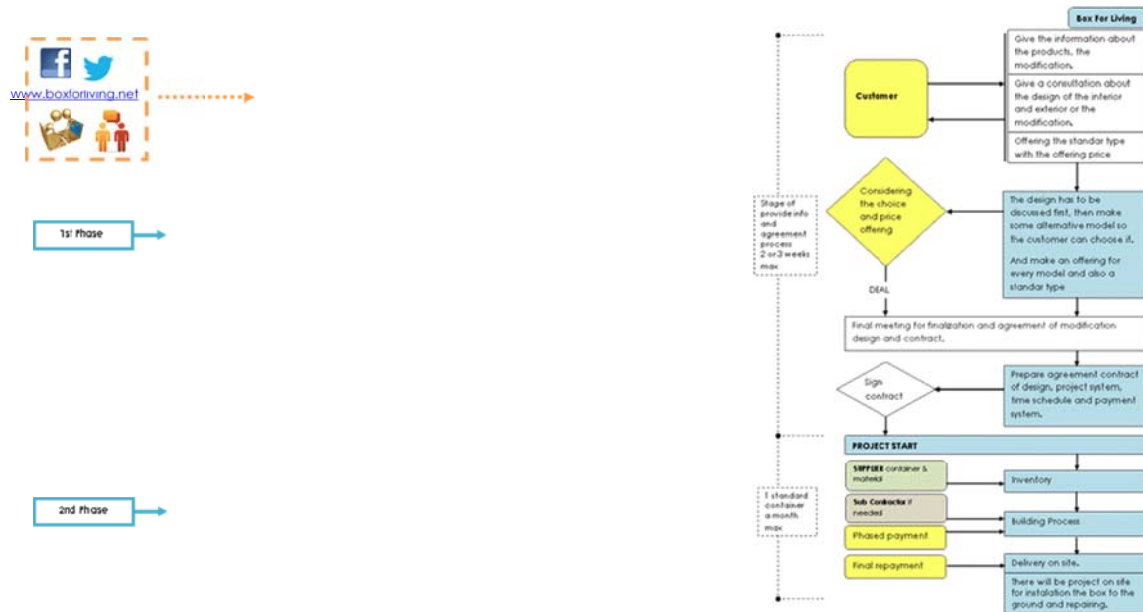 www.boxforliving.net
1st Phase
2nd Phase
Stage of
provide info
and
agreement
process
2 or 3 weeks
max
1 standard
container
a month
max
Box For Living
Customer
Give the information about
the products, the
modification.
Give a consultation about
the design of the interior
and exterior or the
modification.
Offering the standar type
with the offering price
Considering
the choice
and price
offering
The design has to be
discussed first, then make
some alternative model so
the customer can choose it.
And make an offering for
every model and also a
standar type
DEAL
Final meeting for finalization and agreement of modification
design and contract.
Sign
contract
Prepare agreement contract
of design, project system,
time schedule and payment
system.
PROJECT START
SUPPLIER container &
material
Inventory
Sub Contractor if
needed
Building Process
Phased payment
Final repayment
Delivery on site.
There will be project on site
for instalation the box to the
ground and repairing.